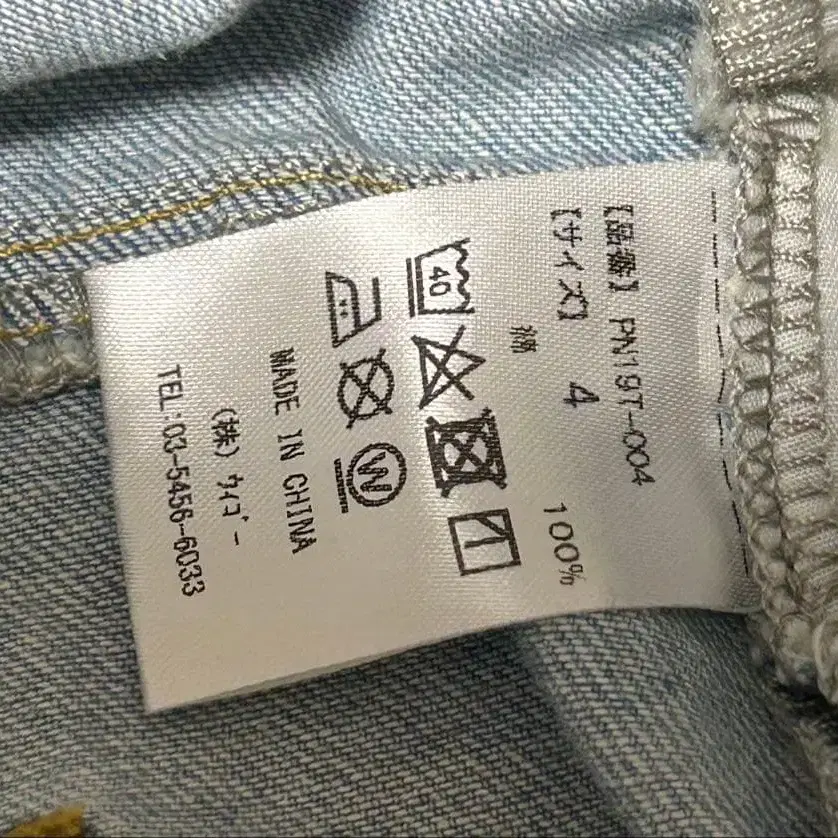 【品番】 PN19T-004
【サイズ】 4
綿 100%
40
W
MADE IN CHINA
(株) ｳｨｺﾞｰ
TEL:03-5456-6033